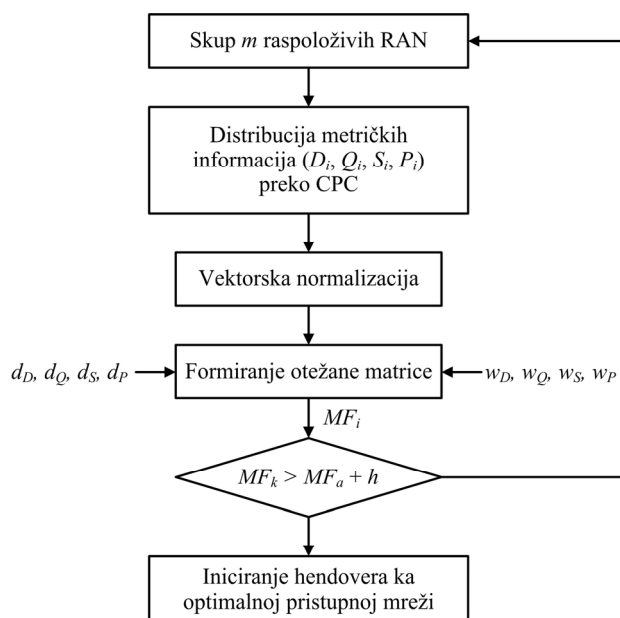 Skup m raspoloživih RAN
Distribucija metričkih
informacija (Di, Qi, Si, Pi)
preko CPC
Vektorska normalizacija
dD, dQ, dS, dP
Formiranje otežane matrice
wD, wQ, wS, wP
MFi
MFk > MFa + h
Iniciranje hendovera ka
optimalnoj pristupnoj mreži